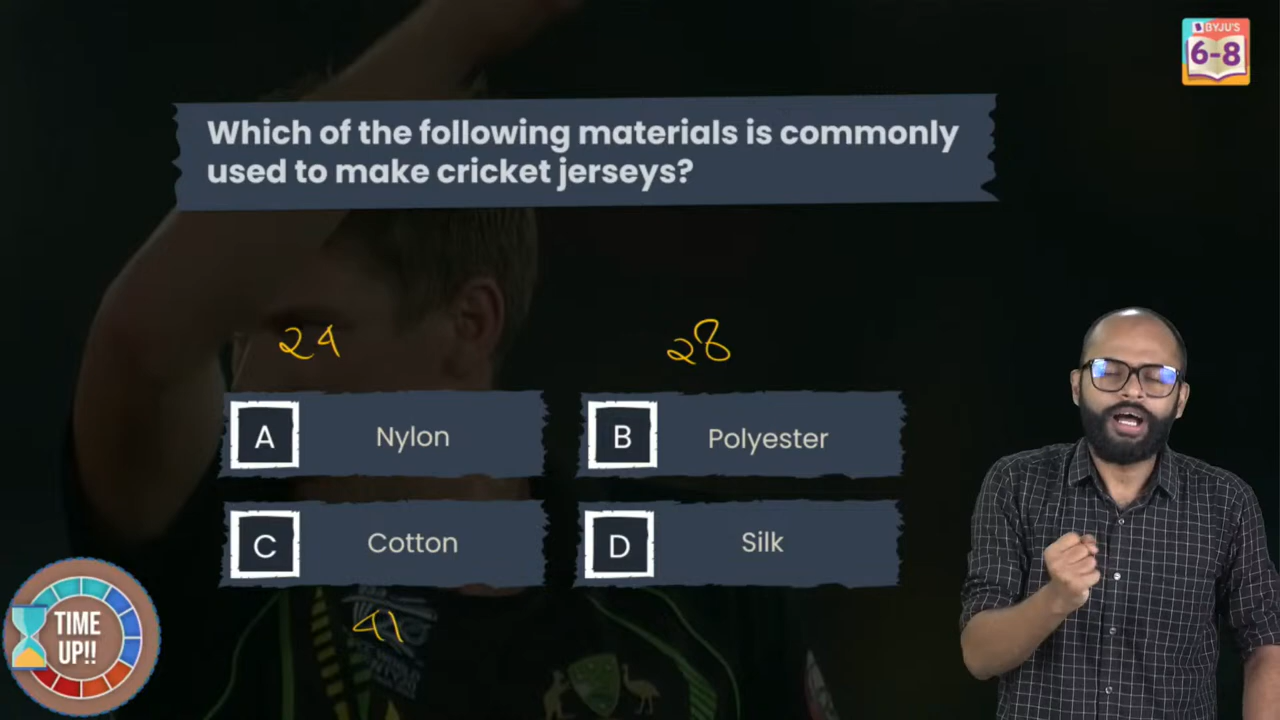 BYJU'S
6-8
Which of the following materials is commonly
used to make cricket jerseys?
24
28
A Nylon
B Polyester
C Cotton
D Silk
41
TIME
UP!!